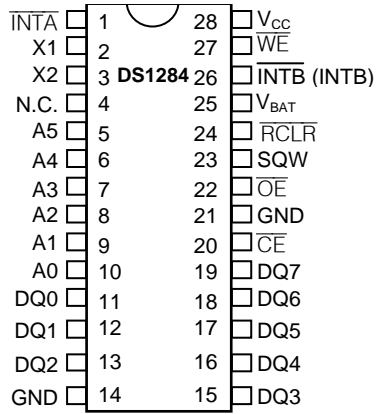 INTA 1 28 VCC
X1 2 27 WE
X2 3 DS1284 26 INTB (INTB)
N.C. 4 25 VBAT
A5 5 24 RCLR
A4 6 23 SQW
A3 7 22 OE
A2 8 21 GND
A1 9 20 CE
A0 10 19 DQ7
DQ0 11 18 DQ6
DQ1 12 17 DQ5
DQ2 13 16 DQ4
GND 14 15 DQ3